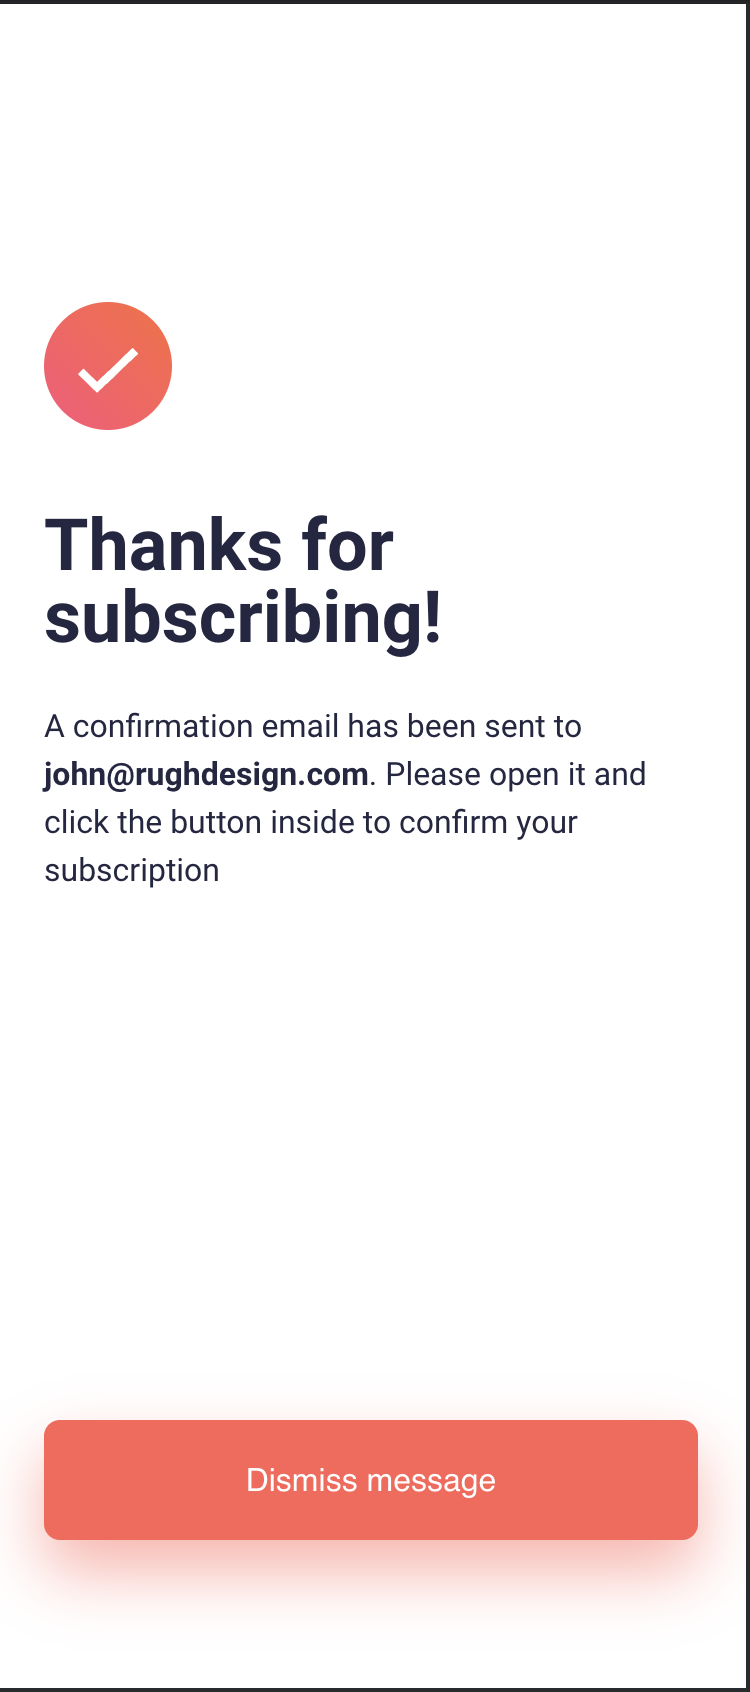 Thanks for
subscribing!
A confirmation email has been sent to
john@rughdesign.com. Please open it and
click the button inside to confirm your
subscription
Dismiss message